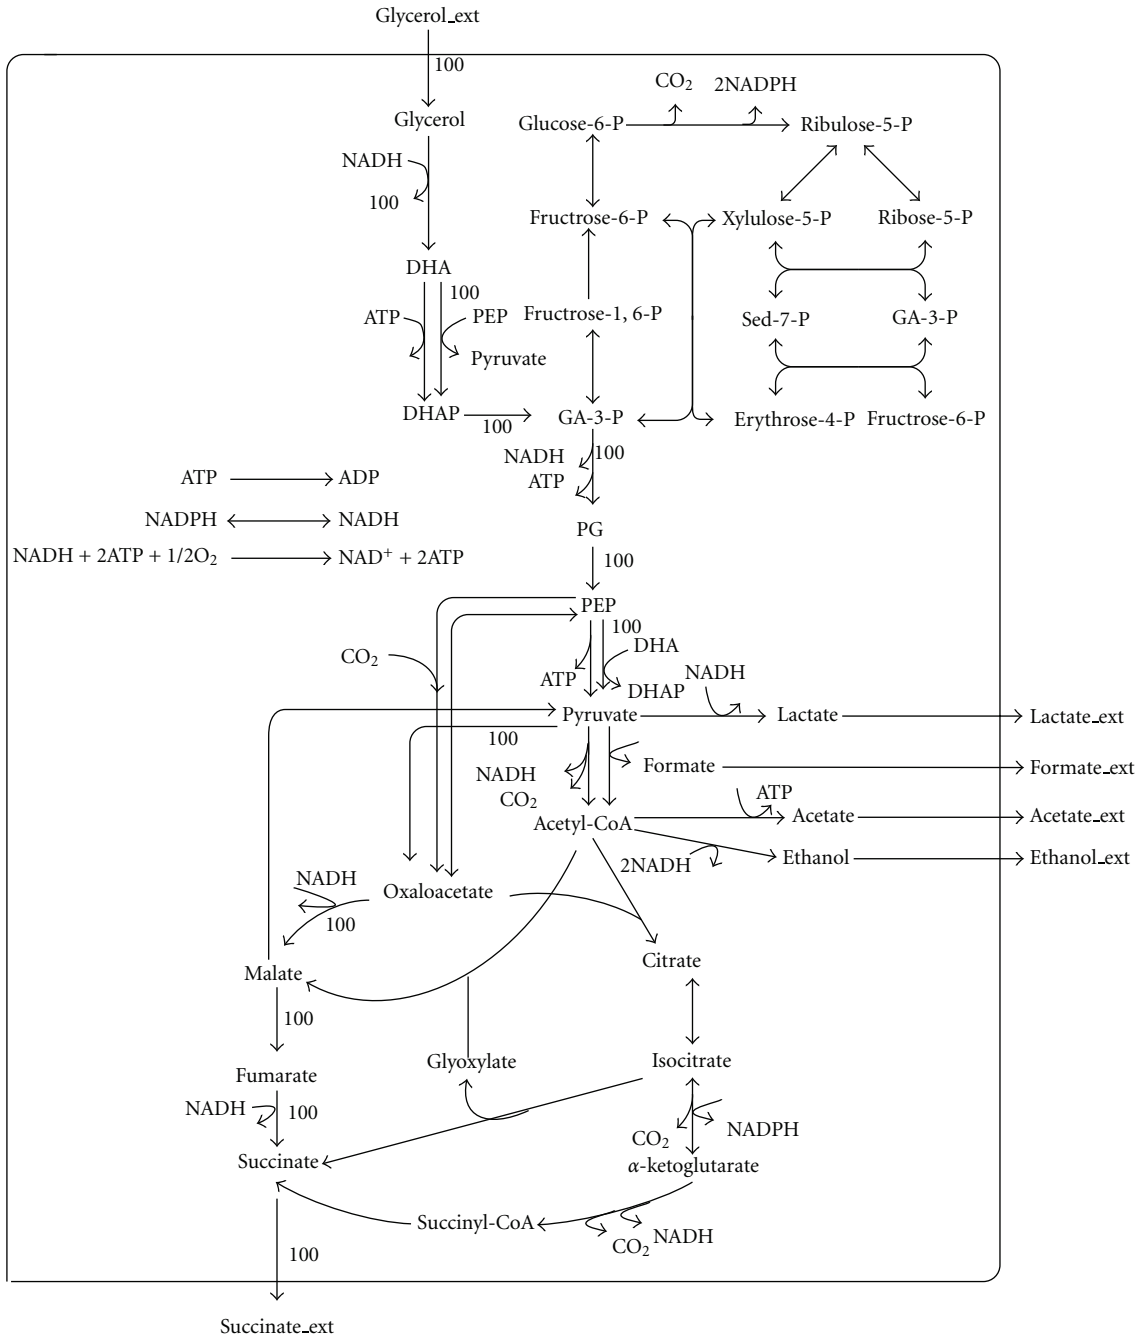 Glycerol_ext
100
Glycerol
NADH
100
DHA
100
ATP
PEP
Pyruvate
DHAP
100
CO2
2NADPH
Glucose-6-P
Ribulose-5-P
Fructrose-6-P
Xylulose-5-P
Ribose-5-P
Fructrose-1, 6-P
Sed-7-P
GA-3-P
GA-3-P
Erythrose-4-P
Fructrose-6-P
NADH
100
ATP
ATP
ADP
NADPH
NADH
NADH + 2ATP + 1/2O2
NAD+ + 2ATP
PG
100
PEP
100
DHA
CO2
ATP
DHAP
NADH
Pyruvate
Lactate
Lactate_ext
100
NADH
CO2
Formate
Formate_ext
ATP
Acetyl-CoA
Acetate
Acetate_ext
2NADH
Ethanol
Ethanol_ext
NADH
Oxaloacetate
100
Malate
Citrate
100
Glyoxylate
Isocitrate
Fumarate
NADH
100
CO2
NADPH
Succinate
α-ketoglutarate
Succinyl-CoA
CO2
NADH
100
Succinate_ext